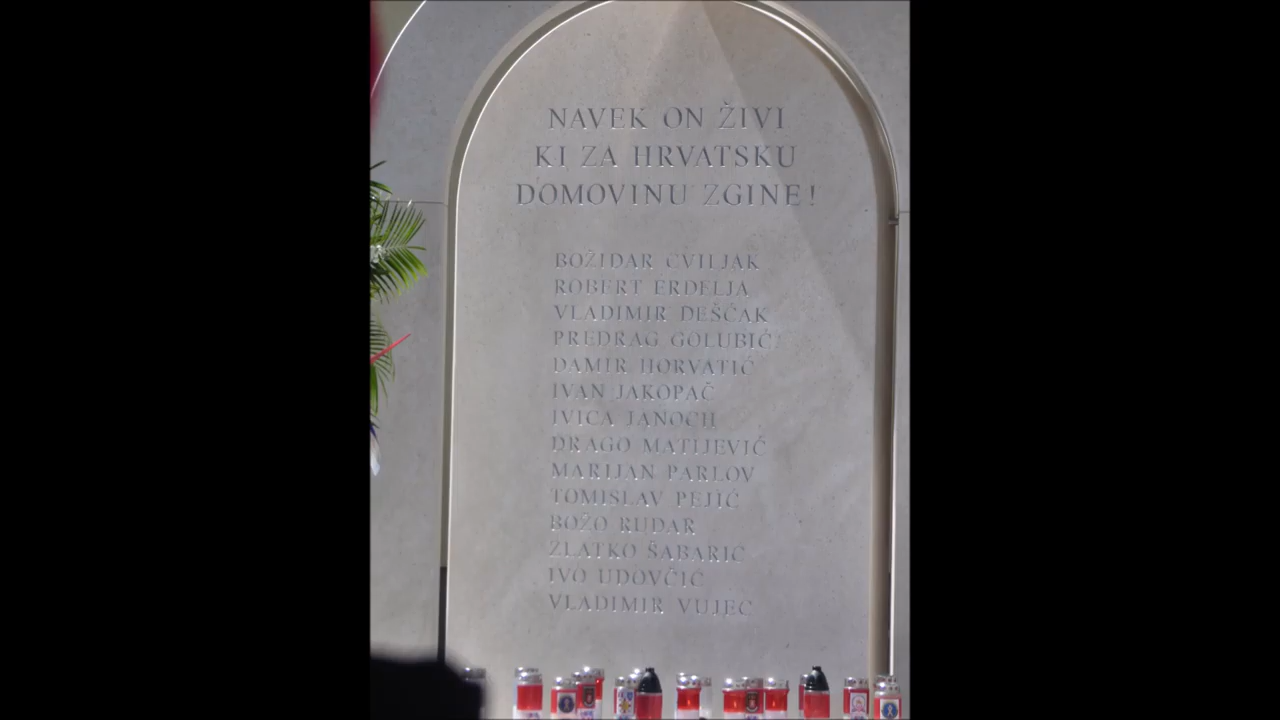 NAVEK ON ŽIVI
KI ZA HRVATSKU
DOMOVINU ZGINE!
BOŽIDAR CVILJAK
ROBERT ERDELJA
VLADIMIR DEŠČAK
PREDRAG GOLUBIĆ
DAMIR HORVATIĆ
IVAN JAKOPAČ
IVICA JANOCH
DRAGO MATIJEVIĆ
MARIJAN PARLOV
TOMISLAV PEJIĆ
BOŽO RUDAR
ZLATKO ŠABARIĆ
IVO UDOVČIĆ
VLADIMIR VUJEC